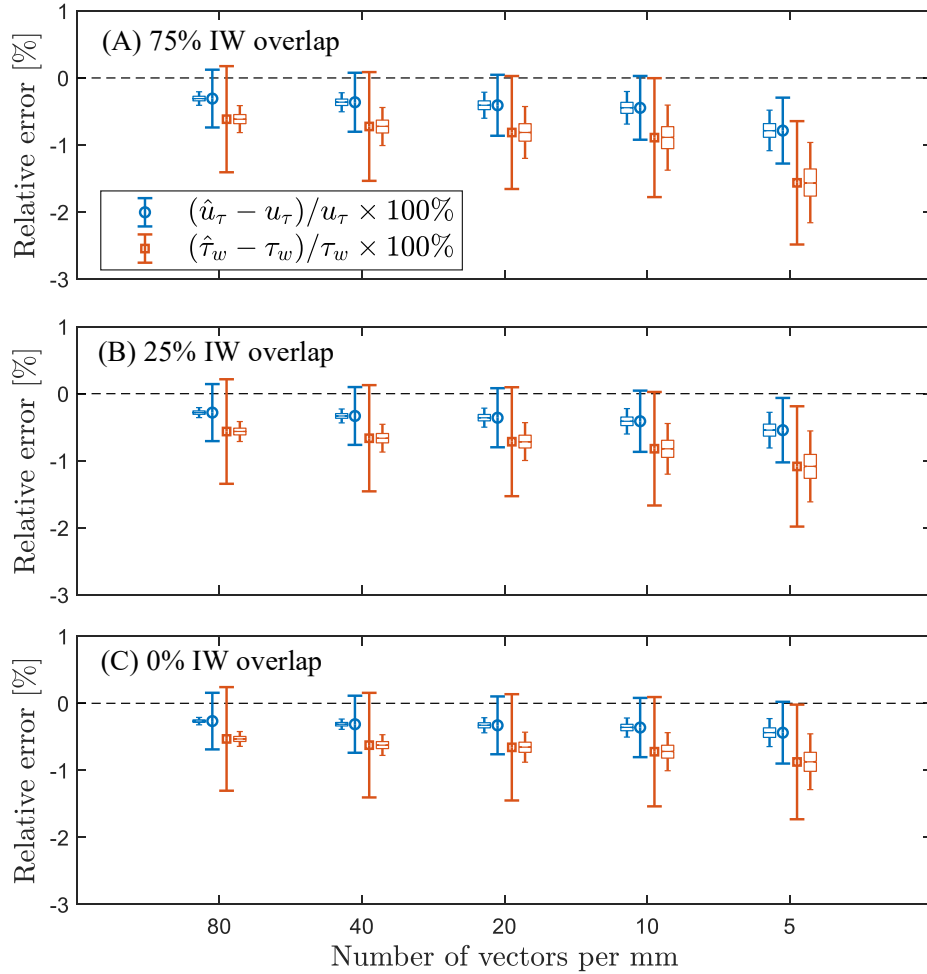 (A) 75% IW overlap
Relative error [%]
1
0
-1
-2
-3
(û_τ − u_τ)/u_τ × 100%
(τ̂_w − τ_w)/τ_w × 100%
(B) 25% IW overlap
Relative error [%]
1
0
-1
-2
-3
(C) 0% IW overlap
Relative error [%]
1
0
-1
-2
-3
80 40 20 10 5
Number of vectors per mm